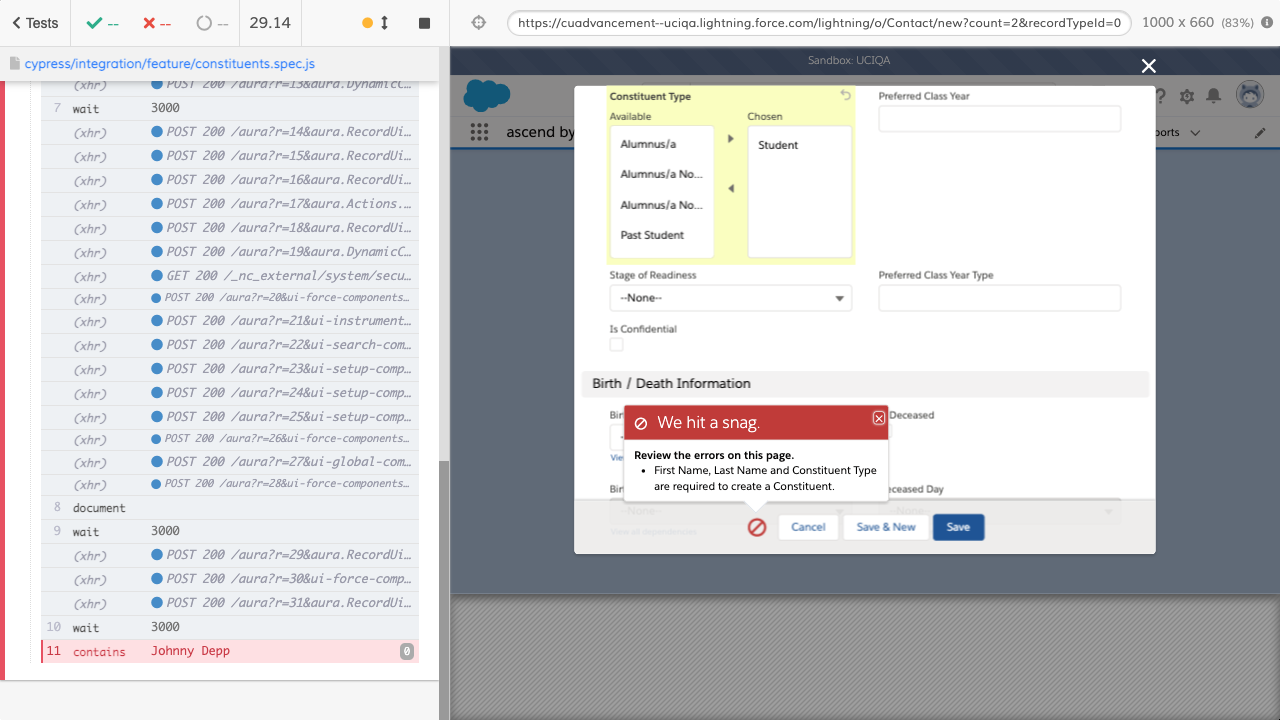 Tests
--
--
--
29.14
https://cuadvancement--uciqa.lightning.force.com/lightning/o/Contact/new?count=2&recordTypeId=0
1000 x 660 (83%)
cypress/integration/feature/constituents.spec.js
(xhr) POST 200 /aura?r=13&aura.DynamicC...
7 wait 3000
(xhr) POST 200 /aura?r=14&aura.RecordUi...
(xhr) POST 200 /aura?r=15&aura.RecordUi...
(xhr) POST 200 /aura?r=16&aura.RecordUi...
(xhr) POST 200 /aura?r=17&aura.Actions....
(xhr) POST 200 /aura?r=18&aura.RecordUi...
(xhr) POST 200 /aura?r=19&aura.DynamicC...
(xhr) GET 200 /_nc_external/system/secu...
(xhr) POST 200 /aura?r=20&ui-force-components...
(xhr) POST 200 /aura?r=21&ui-instrument...
(xhr) POST 200 /aura?r=22&ui-search-com...
(xhr) POST 200 /aura?r=23&ui-setup-comp...
(xhr) POST 200 /aura?r=24&ui-setup-comp...
(xhr) POST 200 /aura?r=25&ui-setup-comp...
(xhr) POST 200 /aura?r=26&ui-force-components...
(xhr) POST 200 /aura?r=27&ui-global-com...
(xhr) POST 200 /aura?r=28&ui-force-components...
8 document
9 wait 3000
(xhr) POST 200 /aura?r=29&aura.RecordUi...
(xhr) POST 200 /aura?r=30&ui-force-comp...
(xhr) POST 200 /aura?r=31&aura.RecordUi...
10 wait 3000
11 contains Johnny Depp 0
Sandbox: UCIQA
ascend by
ports
Constituent Type
Available
Chosen
Alumnus/a
Alumnus/a No...
Alumnus/a No...
Past Student
Student
Preferred Class Year
Stage of Readiness
--None--
Preferred Class Year Type
Is Confidential
Birth / Death Information
Bir
Deceased
Vie
We hit a snag.
Review the errors on this page.
• First Name, Last Name and Constituent Type
are required to create a Constituent.
Bir
eceased Day
--None--
--None--
View all dependencies
Cancel
Save & New
Save